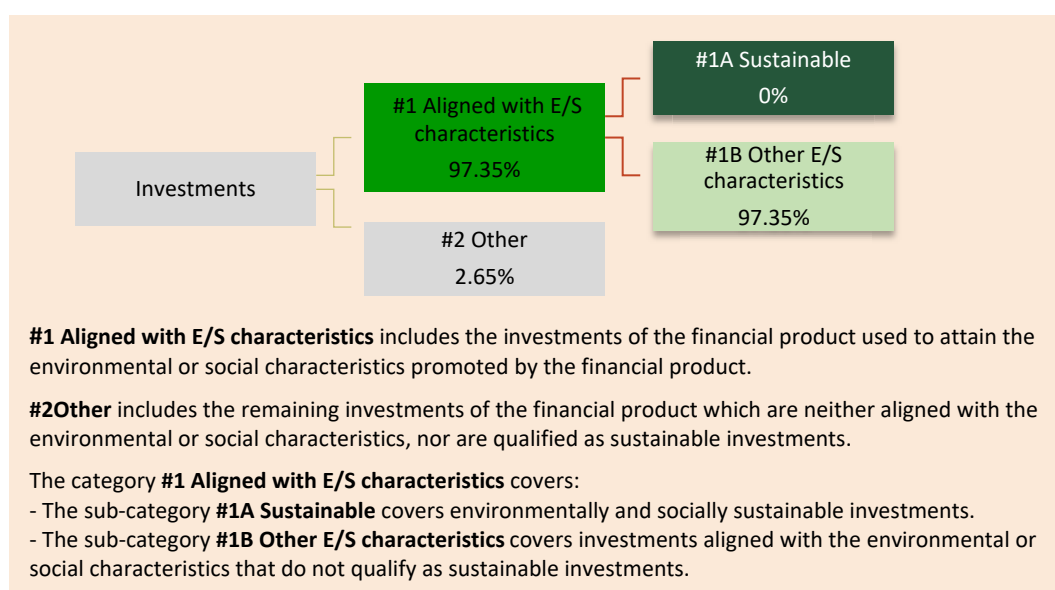 Investments
#1 Aligned with E/S
characteristics
97.35%
#2 Other
2.65%
#1A Sustainable
0%
#1B Other E/S
characteristics
97.35%
#1 Aligned with E/S characteristics includes the investments of the financial product used to attain the
environmental or social characteristics promoted by the financial product.
#2Other includes the remaining investments of the financial product which are neither aligned with the
environmental or social characteristics, nor are qualified as sustainable investments.
The category #1 Aligned with E/S characteristics covers:
- The sub-category #1A Sustainable covers environmentally and socially sustainable investments.
- The sub-category #1B Other E/S characteristics covers investments aligned with the environmental or
social characteristics that do not qualify as sustainable investments.